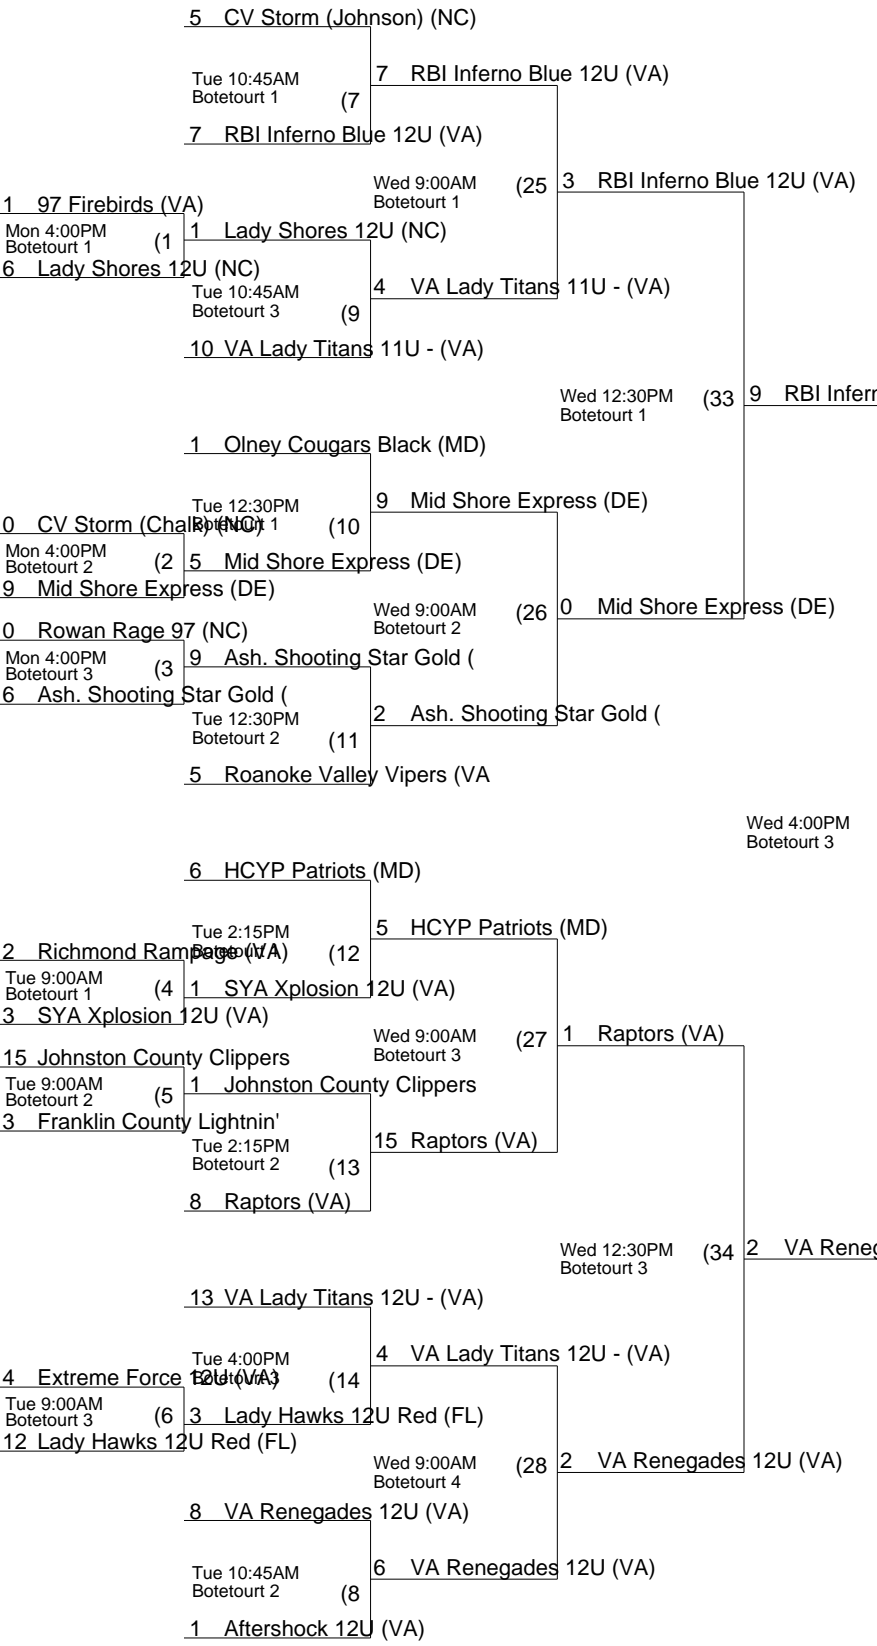 5 CV Storm (Johnson) (NC)
Tue 10:45AM
Botetourt 1
(7
7 RBI Inferno Blue 12U (VA)
7 RBI Inferno Blue 12U (VA)
Wed 9:00AM
Botetourt 1
(25
3 RBI Inferno Blue 12U (VA)
1 97 Firebirds (VA)
Mon 4:00PM
Botetourt 1
(1
6 Lady Shores 12U (NC)
1 Lady Shores 12U (NC)
Tue 10:45AM
Botetourt 3
(9
4 VA Lady Titans 11U - (VA)
10 VA Lady Titans 11U - (VA)
Wed 12:30PM
Botetourt 1
(33
9 RBI Infern
1 Olney Cougars Black (MD)
Tue 12:30PM
Botetourt 1
(10
9 Mid Shore Express (DE)
0 CV Storm (Chalk) (NC)
Mon 4:00PM
Botetourt 2
(2
5 Mid Shore Express (DE)
9 Mid Shore Express (DE)
Wed 9:00AM
Botetourt 2
(26
0 Mid Shore Express (DE)
0 Rowan Rage 97 (NC)
Mon 4:00PM
Botetourt 3
(3
9 Ash. Shooting Star Gold (
6 Ash. Shooting Star Gold (
Tue 12:30PM
Botetourt 2
(11
2 Ash. Shooting Star Gold (
5 Roanoke Valley Vipers (VA
Wed 4:00PM
Botetourt 3
6 HCYP Patriots (MD)
Tue 2:15PM
Botetourt 1
(12
5 HCYP Patriots (MD)
2 Richmond Rampage (VA)
Tue 9:00AM
Botetourt 1
(4
1 SYA Xplosion 12U (VA)
3 SYA Xplosion 12U (VA)
Wed 9:00AM
Botetourt 3
(27
1 Raptors (VA)
15 Johnston County Clippers
Tue 9:00AM
Botetourt 2
(5
1 Johnston County Clippers
3 Franklin County Lightnin'
Tue 2:15PM
Botetourt 2
(13
15 Raptors (VA)
8 Raptors (VA)
Wed 12:30PM
Botetourt 3
(34
2 VA Reneg
13 VA Lady Titans 12U - (VA)
Tue 4:00PM
Botetourt 3
(14
4 VA Lady Titans 12U - (VA)
4 Extreme Force 12U (VA)
Tue 9:00AM
Botetourt 3
(6
3 Lady Hawks 12U Red (FL)
12 Lady Hawks 12U Red (FL)
Wed 9:00AM
Botetourt 4
(28
2 VA Renegades 12U (VA)
8 VA Renegades 12U (VA)
Tue 10:45AM
Botetourt 2
(8
6 VA Renegades 12U (VA)
1 Aftershock 12U (VA)